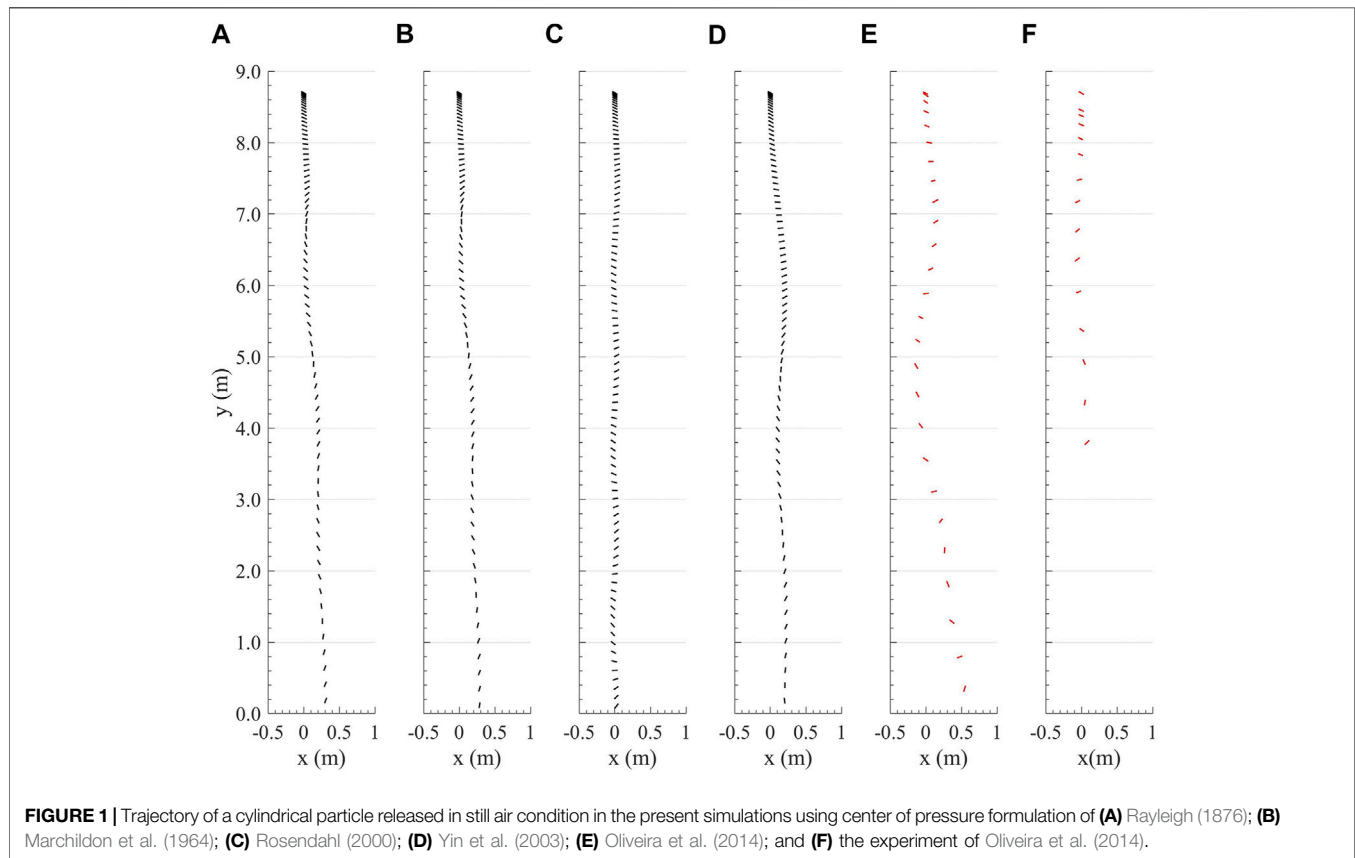 A B C D E F
9.0
8.0
7.0
6.0
5.0
4.0
3.0
2.0
1.0
0.0
y (m)
-0.5 0 0.5 1 -0.5 0 0.5 1 -0.5 0 0.5 1 -0.5 0 0.5 1 -0.5 0 0.5 1 -0.5 0 0.5 1
x (m) x (m) x (m) x (m) x (m) x(m)
FIGURE 1 | Trajectory of a cylindrical particle released in still air condition in the present simulations using center of pressure formulation of (A) Rayleigh (1876); (B)
Marchildon et al. (1964); (C) Rosendahl (2000); (D) Yin et al. (2003); (E) Oliveira et al. (2014); and (F) the experiment of Oliveira et al. (2014).